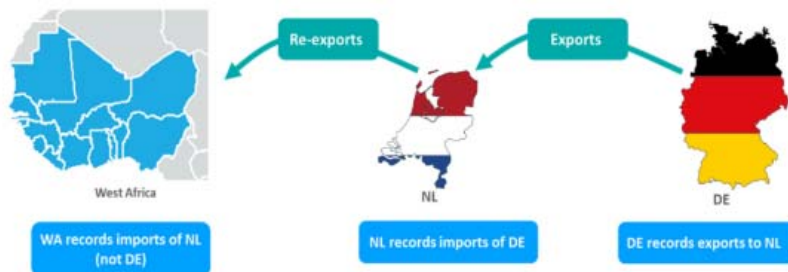 Re-exports
Exports
West Africa
NL
DE
WA records imports of NL
(not DE)
NL records imports of DE
DE records exports to NL